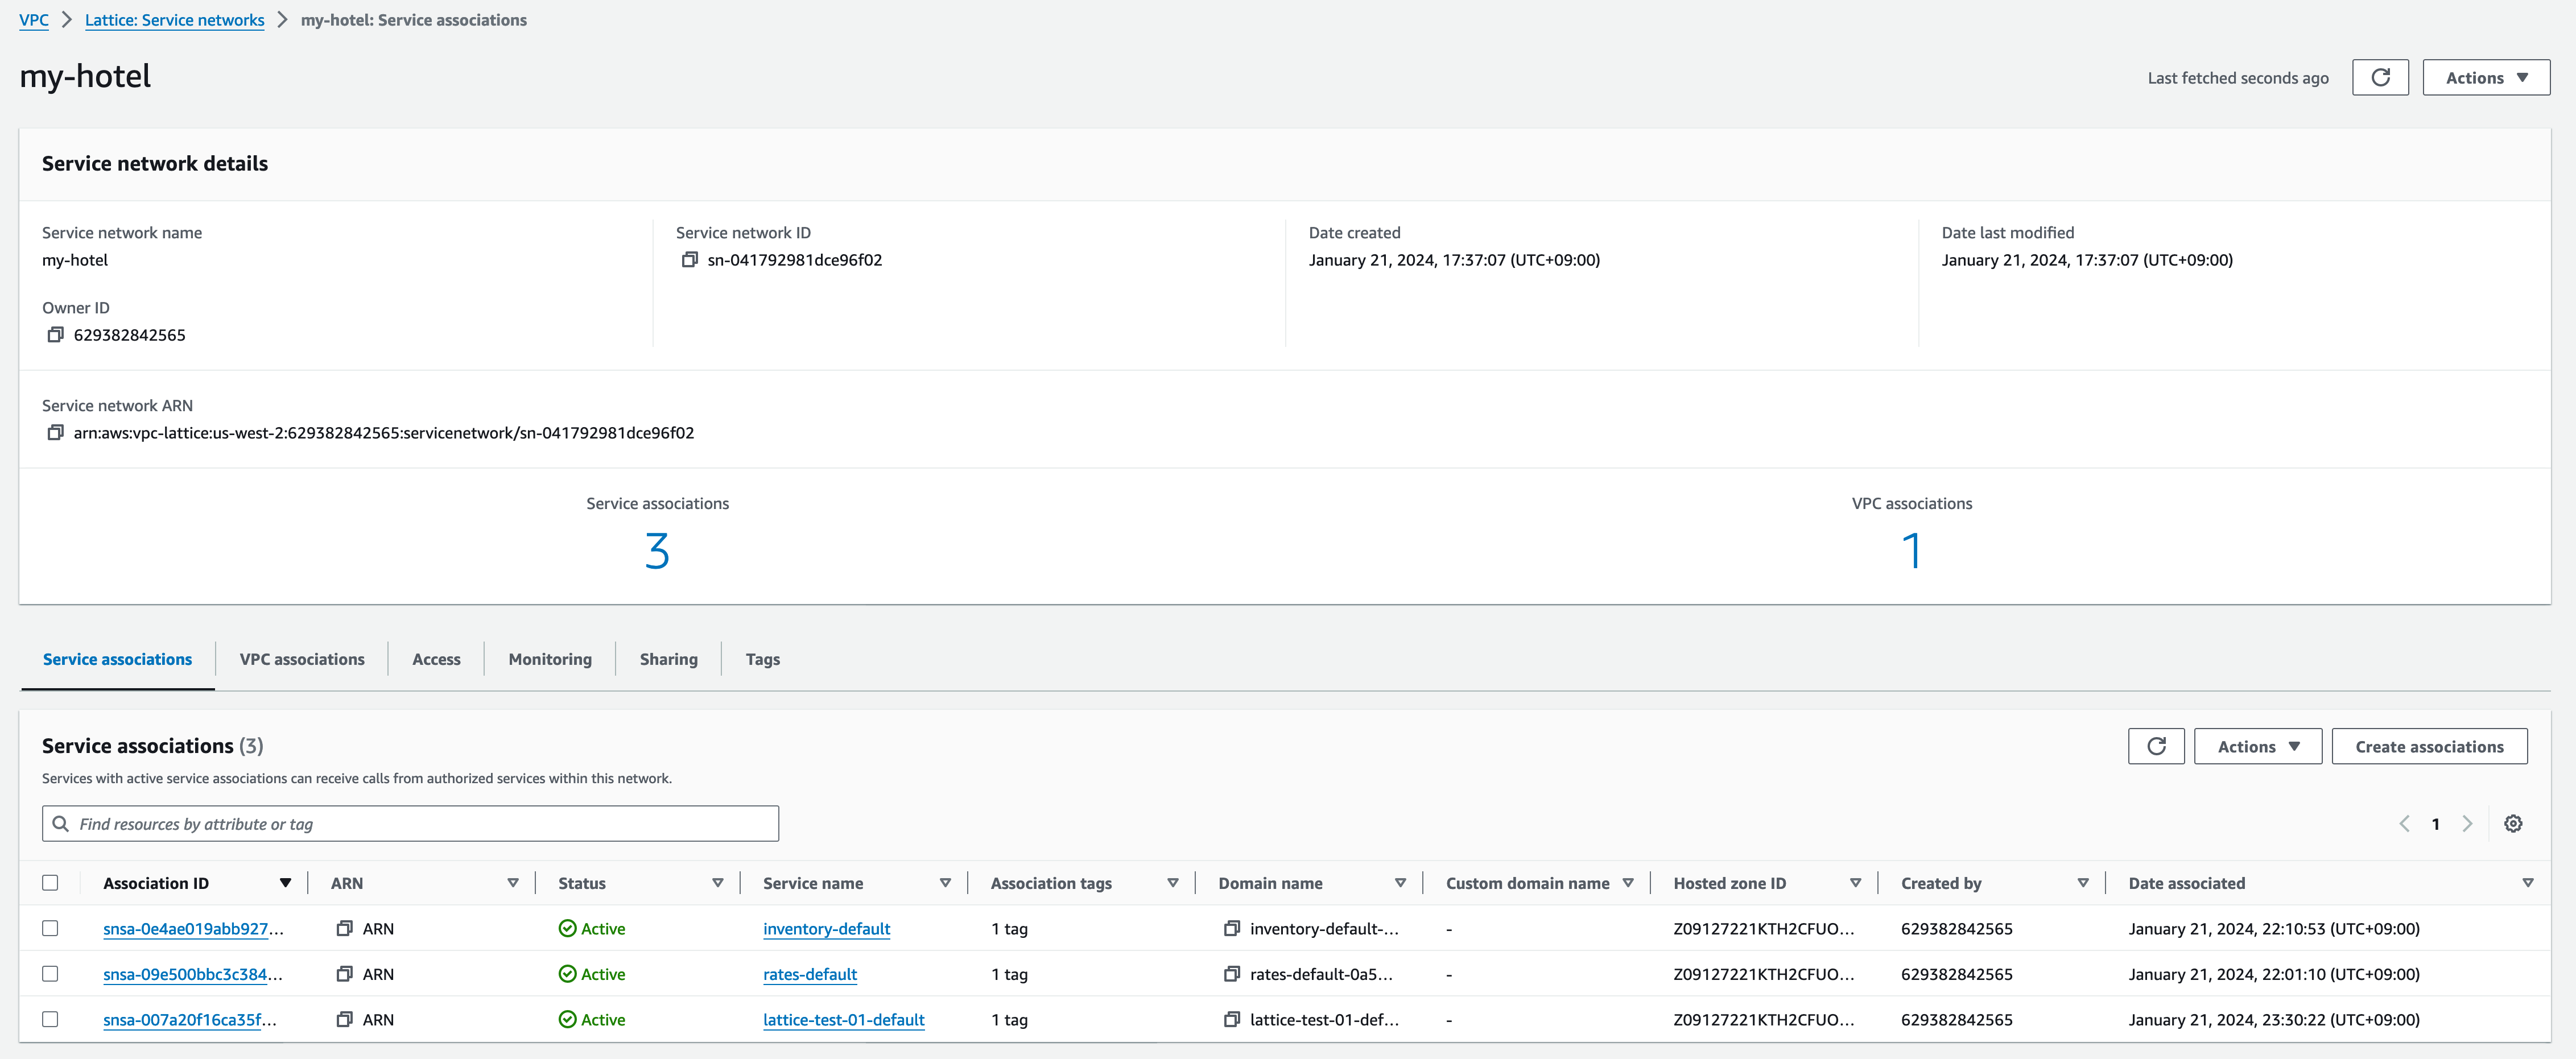 VPC > Lattice: Service networks > my-hotel: Service associations
my-hotel
Last fetched seconds ago
Actions
Service network details
Service network name
my-hotel
Service network ID
sn-041792981dce96f02
Date created
January 21, 2024, 17:37:07 (UTC+09:00)
Date last modified
January 21, 2024, 17:37:07 (UTC+09:00)
Owner ID
629382842565
Service network ARN
arn:aws:vpc-lattice:us-west-2:629382842565:servicenetwork/sn-041792981dce96f02
Service associations
3
VPC associations
1
Service associations VPC associations Access Monitoring Sharing Tags
Service associations (3)
Actions
Create associations
Services with active service associations can receive calls from authorized services within this network.
Find resources by attribute or tag
1
Association ID ARN Status Service name Association tags Domain name Custom domain name Hosted zone ID Created by Date associated
snsa-0e4ae019abb927... ARN Active inventory-default 1 tag inventory-default-... - Z09127221KTH2CFUO... 629382842565 January 21, 2024, 22:10:53 (UTC+09:00)
snsa-09e500bbc3c384... ARN Active rates-default 1 tag rates-default-0a5... - Z09127221KTH2CFUO... 629382842565 January 21, 2024, 22:01:10 (UTC+09:00)
snsa-007a20f16ca35f... ARN Active lattice-test-01-default 1 tag lattice-test-01-def... - Z09127221KTH2CFUO... 629382842565 January 21, 2024, 23:30:22 (UTC+09:00)